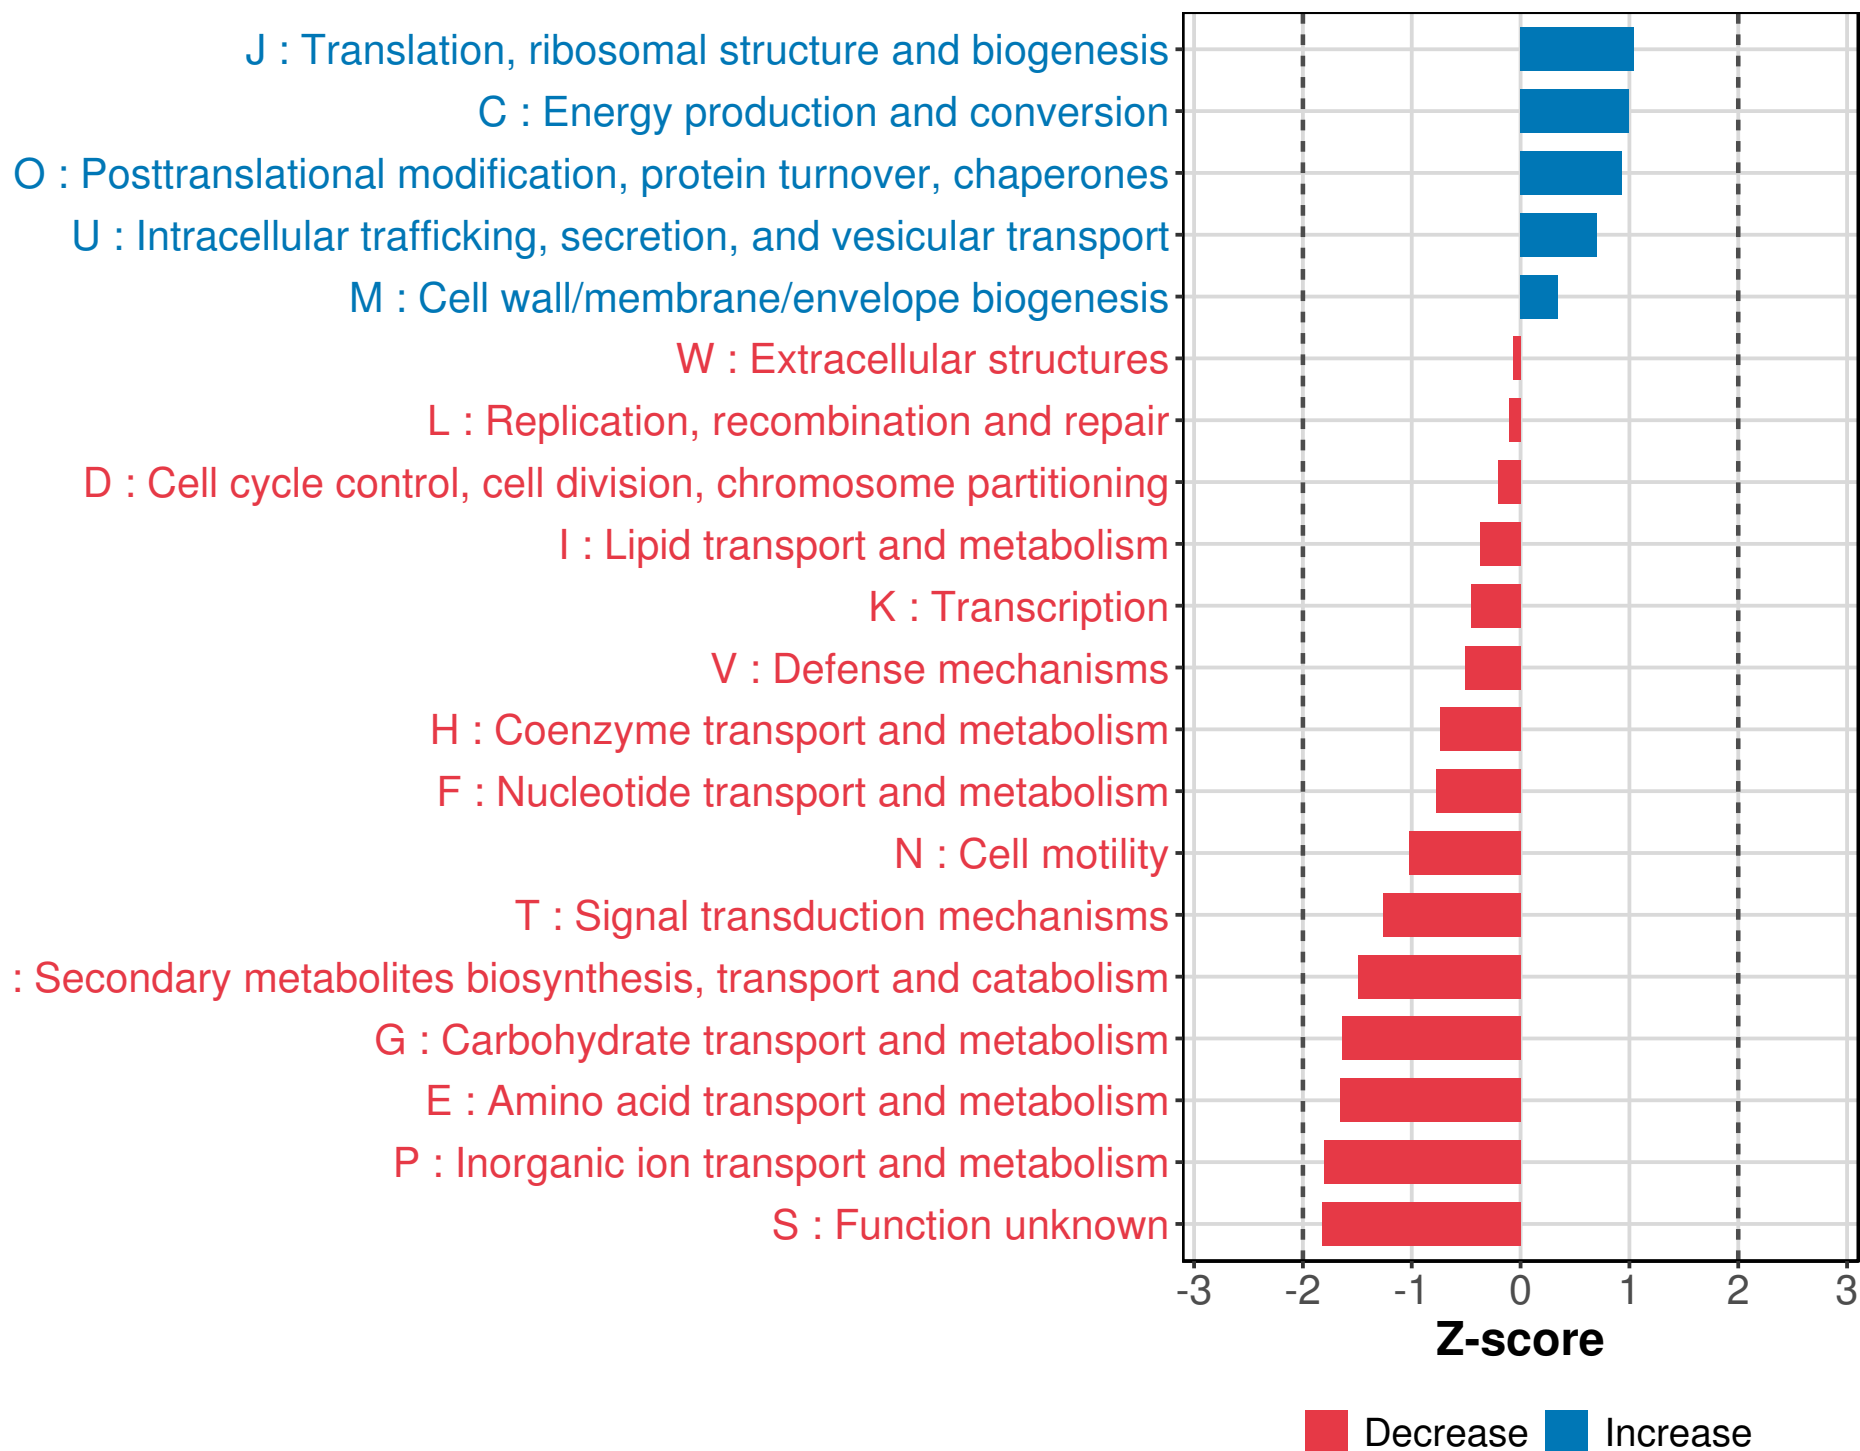 J : Translation, ribosomal structure and biogenesis
C : Energy production and conversion
O : Posttranslational modification, protein turnover, chaperones
U : Intracellular trafficking, secretion, and vesicular transport
M : Cell wall/membrane/envelope biogenesis
W : Extracellular structures
L : Replication, recombination and repair
D : Cell cycle control, cell division, chromosome partitioning
I : Lipid transport and metabolism
K : Transcription
V : Defense mechanisms
H : Coenzyme transport and metabolism
F : Nucleotide transport and metabolism
N : Cell motility
T : Signal transduction mechanisms
: Secondary metabolites biosynthesis, transport and catabolism
G : Carbohydrate transport and metabolism
E : Amino acid transport and metabolism
P : Inorganic ion transport and metabolism
S : Function unknown
-3 -2 -1 0 1 2 3
Z-score
Decrease Increase